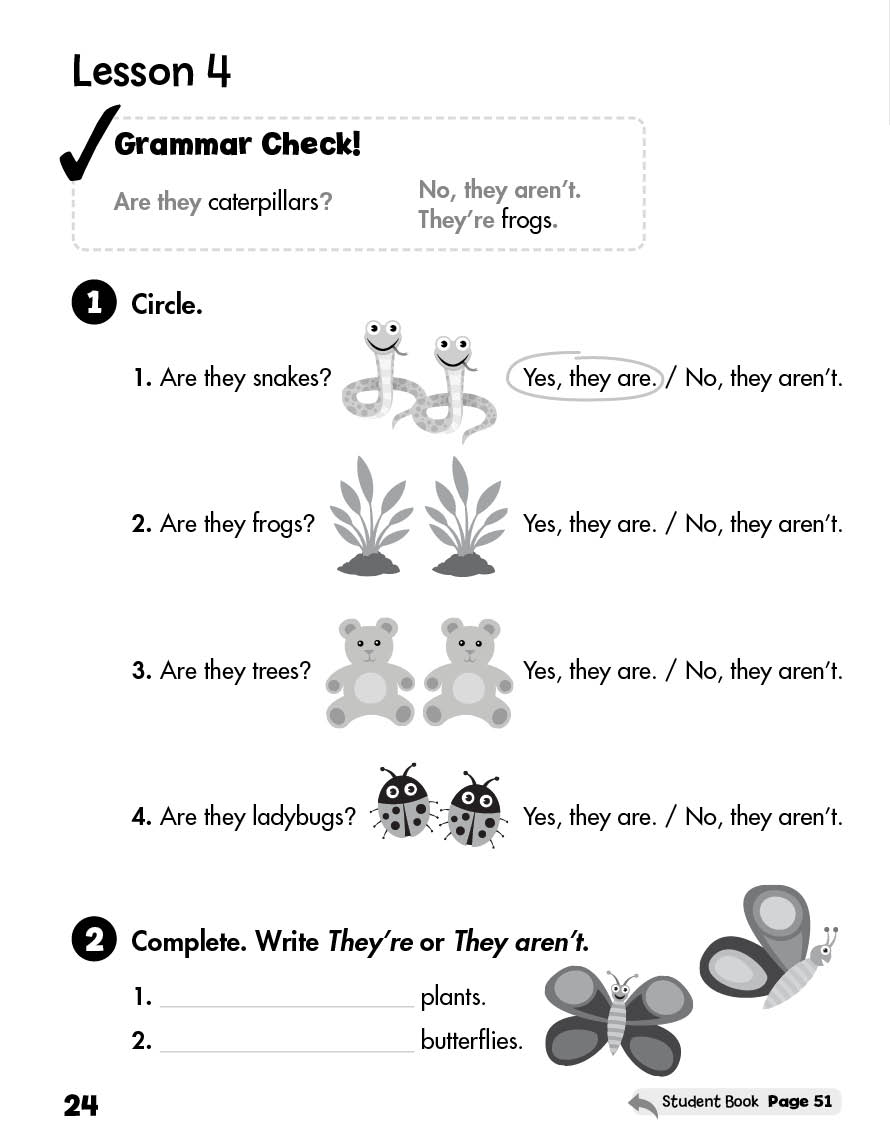 Lesson 4
Grammar Check!
Are they caterpillars?
No, they aren't.
They're frogs.
1 Circle.
1. Are they snakes? Yes, they are. / No, they aren't.
2. Are they frogs? Yes, they are. / No, they aren't.
3. Are they trees? Yes, they are. / No, they aren't.
4. Are they ladybugs? Yes, they are. / No, they aren't.
2 Complete. Write They're or They aren't.
1. ____________________ plants.
2. ____________________ butterflies.
24
Student Book Page 51